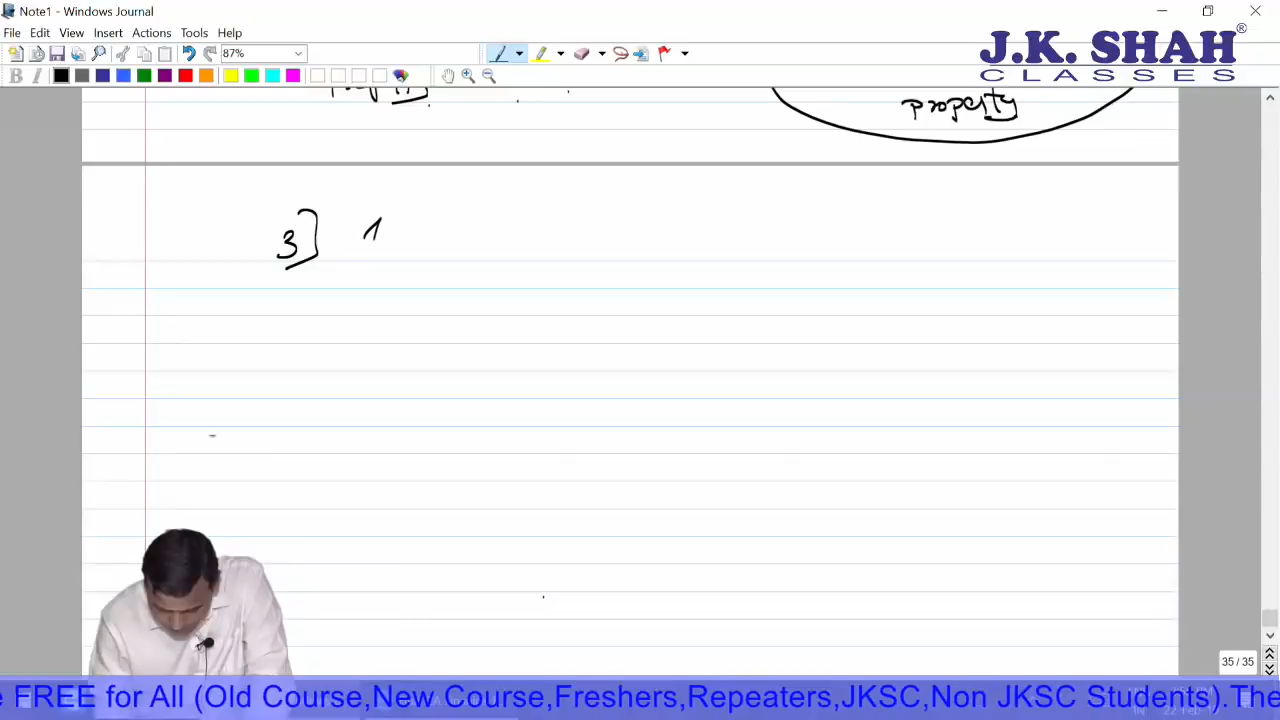 Note1 - Windows Journal
File Edit View Insert Actions Tools Help
87%
J.K. SHAH®
CLASSES
property
3]
35 / 35
FREE for All (Old Course,New Course,Freshers,Repeaters,JKSC,Non JKSC Students).The